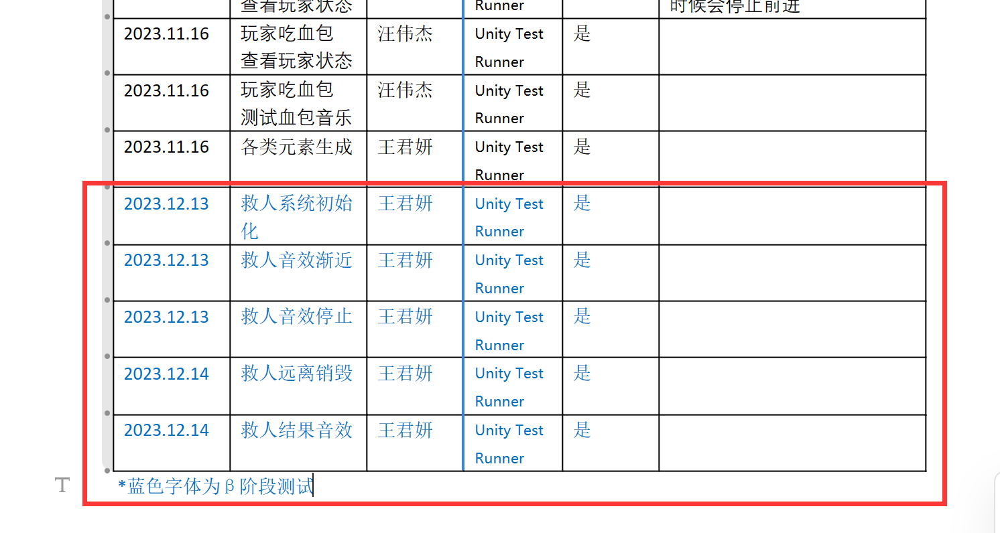 查看玩家状态 Runner 时候会停止前进
2023.11.16 玩家吃血包 汪伟杰 Unity Test 是
查看玩家状态 Runner
2023.11.16 玩家吃血包 汪伟杰 Unity Test 是
测试血包音乐 Runner
2023.11.16 各类元素生成 王君妍 Unity Test 是
Runner
2023.12.13 救人系统初始 王君妍 Unity Test 是
化 Runner
2023.12.13 救人音效渐近 王君妍 Unity Test 是
Runner
2023.12.13 救人音效停止 王君妍 Unity Test 是
Runner
2023.12.14 救人远离销毁 王君妍 Unity Test 是
Runner
2023.12.14 救人结果音效 王君妍 Unity Test 是
Runner
*蓝色字体为β阶段测试